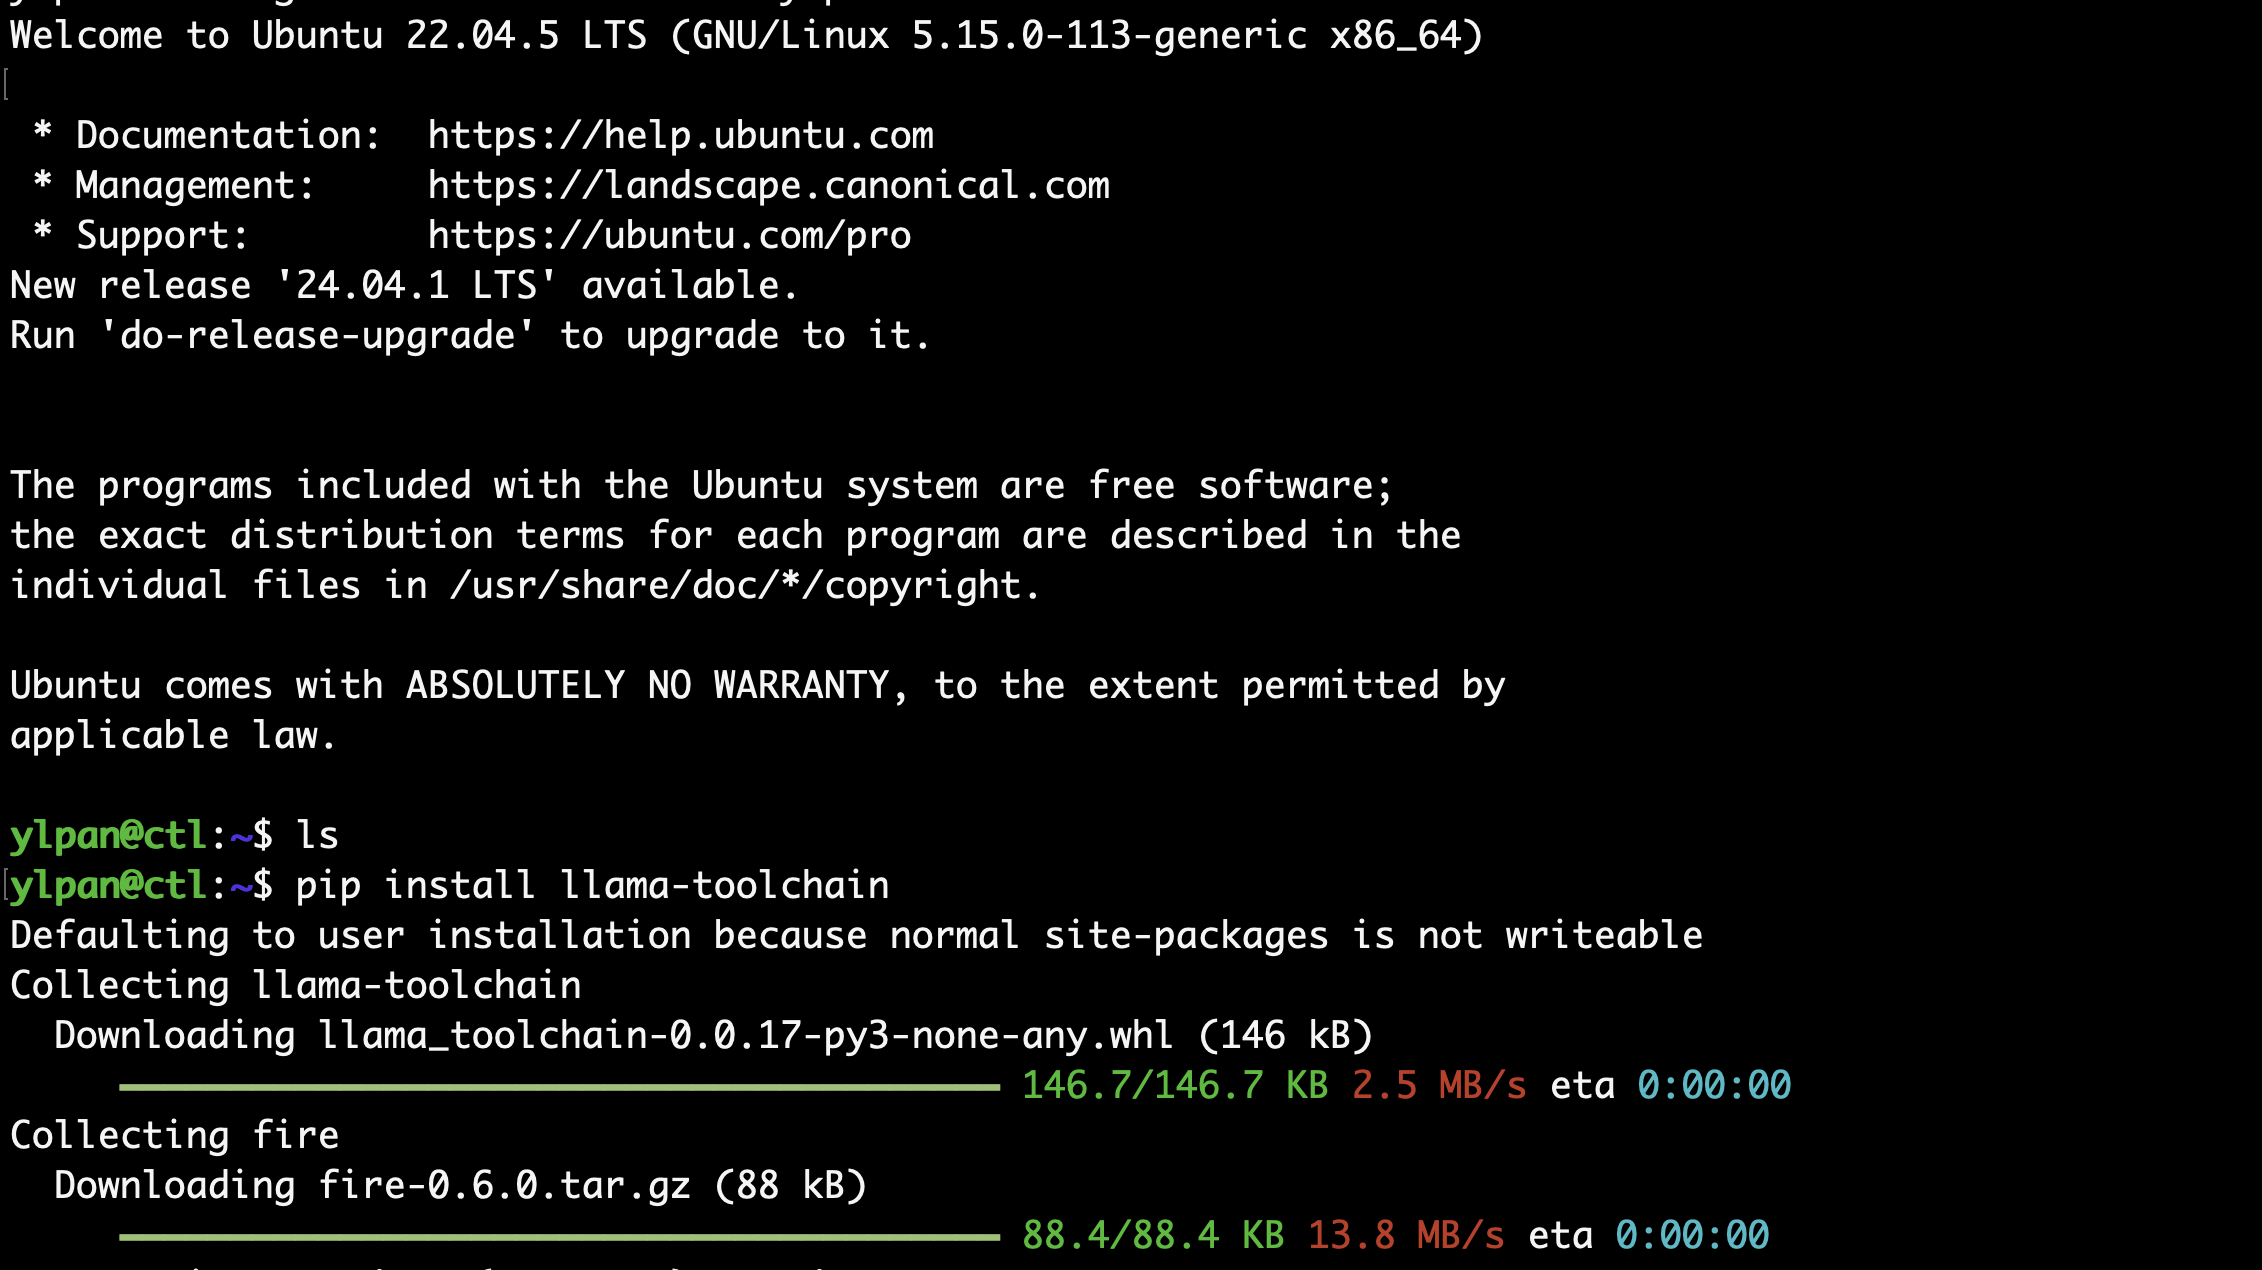 Welcome to Ubuntu 22.04.5 LTS (GNU/Linux 5.15.0-113-generic x86_64)
 * Documentation:  https://help.ubuntu.com
 * Management:     https://landscape.canonical.com
 * Support:        https://ubuntu.com/pro
New release '24.04.1 LTS' available.
Run 'do-release-upgrade' to upgrade to it.
The programs included with the Ubuntu system are free software;
the exact distribution terms for each program are described in the
individual files in /usr/share/doc/*/copyright.
Ubuntu comes with ABSOLUTELY NO WARRANTY, to the extent permitted by
applicable law.
ylpan@ctl:~$ ls
ylpan@ctl:~$ pip install llama-toolchain
Defaulting to user installation because normal site-packages is not writeable
Collecting llama-toolchain
  Downloading llama_toolchain-0.0.17-py3-none-any.whl (146 kB)
146.7/146.7 KB 2.5 MB/s eta 0:00:00
Collecting fire
  Downloading fire-0.6.0.tar.gz (88 kB)
88.4/88.4 KB 13.8 MB/s eta 0:00:00